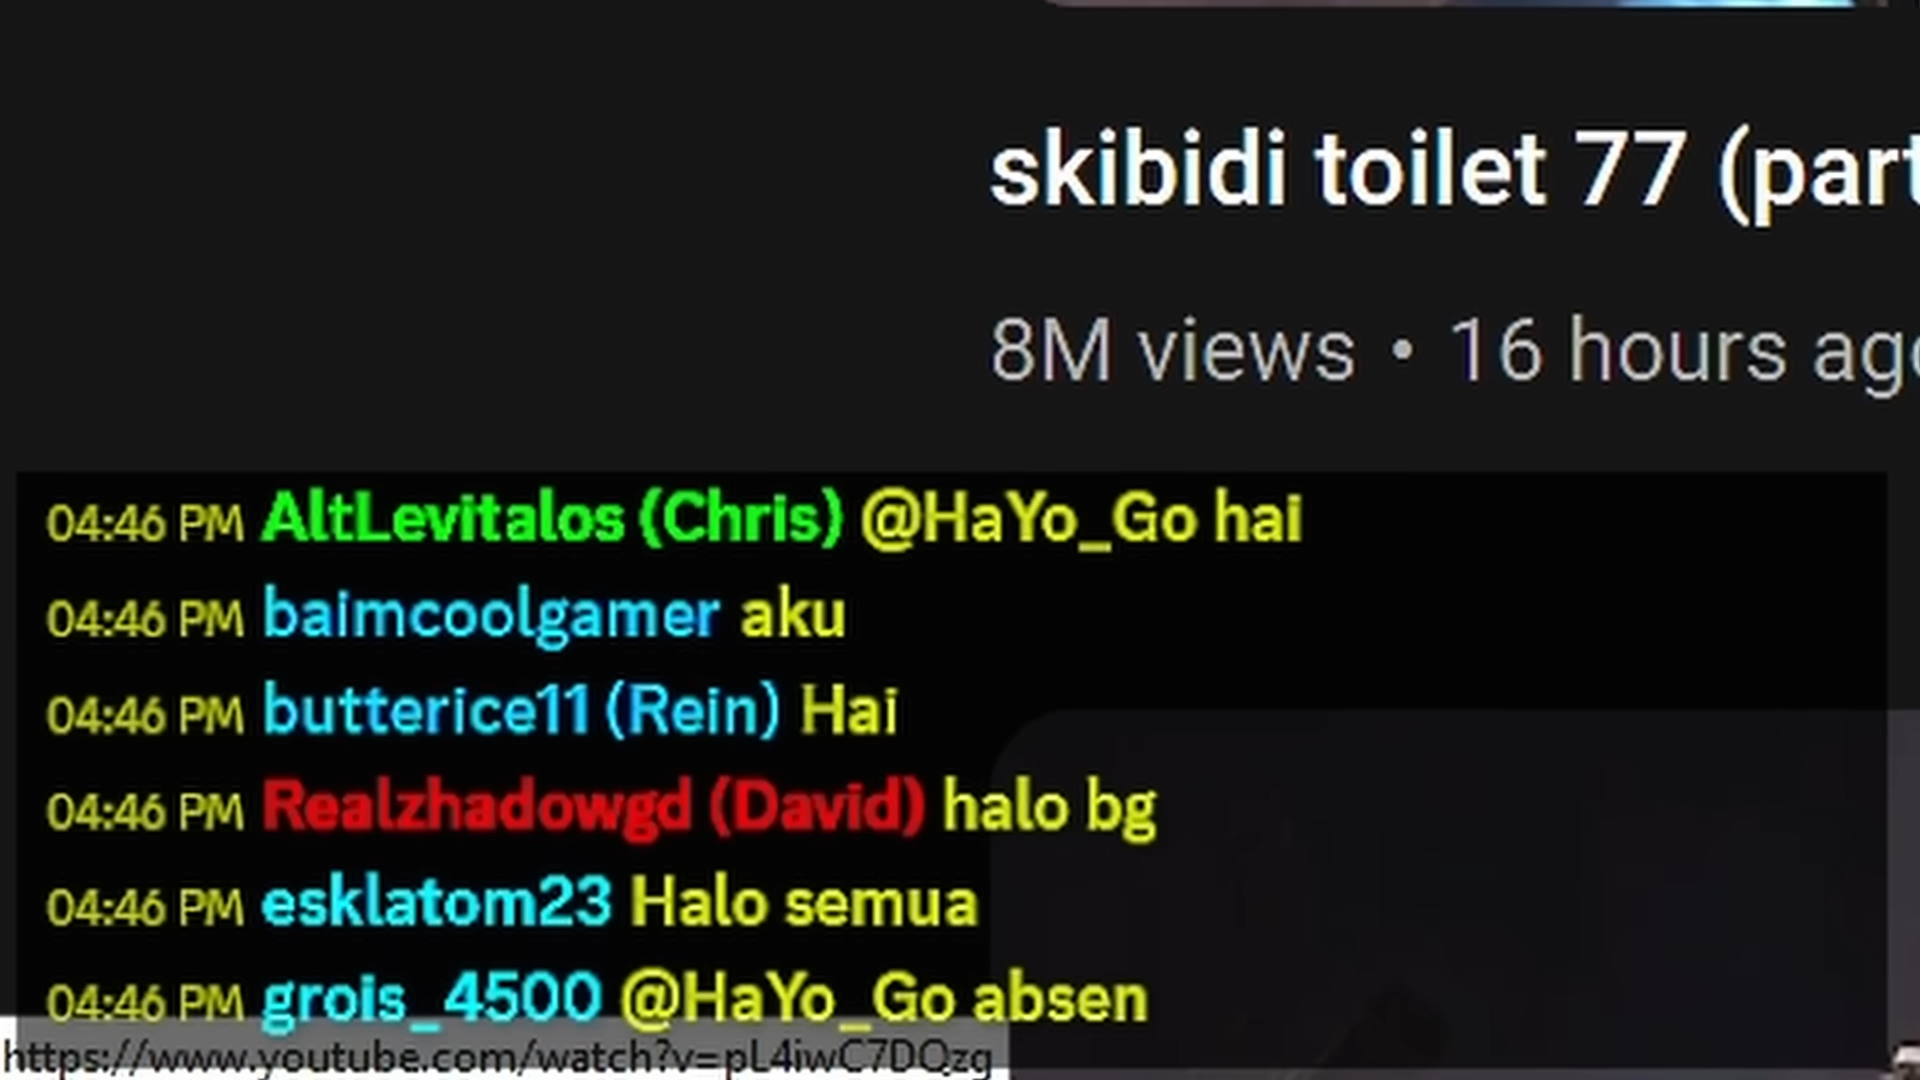 skibidi toilet 77 (part
8M views • 16 hours ago
04:46 PM AltLevitalos (Chris) @HaYo_Go hai
04:46 PM baimcoolgamer aku
04:46 PM butterice11 (Rein) Hai
04:46 PM Realzhadowgd (David) halo bg
04:46 PM esklatom23 Halo semua
04:46 PM grois_4500 @HaYo_Go absen
https://www.youtube.com/watch?v=pL4iwC7DQzg